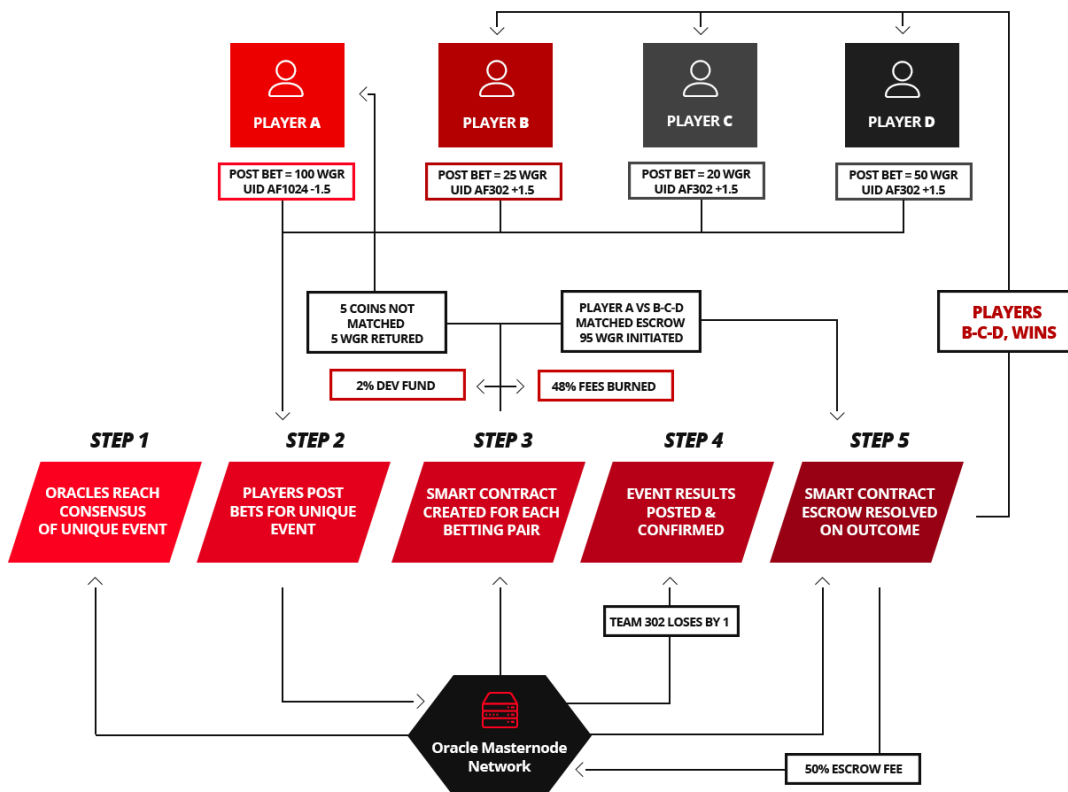 PLAYER A
PLAYER B
PLAYER C
PLAYER D
POST BET = 100 WGR
UID AF1024 -1.5
POST BET = 25 WGR
UID AF302 +1.5
POST BET = 20 WGR
UID AF302 +1.5
POST BET = 50 WGR
UID AF302 +1.5
5 COINS NOT
MATCHED
5 WGR RETURED
PLAYER A VS B-C-D
MATCHED ESCROW
95 WGR INITIATED
PLAYERS
B-C-D, WINS
2% DEV FUND
48% FEES BURNED
STEP 1
STEP 2
STEP 3
STEP 4
STEP 5
ORACLES REACH
CONSENSUS
OF UNIQUE EVENT
PLAYERS POST
BETS FOR UNIQUE
EVENT
SMART CONTRACT
CREATED FOR EACH
BETTING PAIR
EVENT RESULTS
POSTED &
CONFIRMED
SMART CONTRACT
ESCROW RESOLVED
ON OUTCOME
TEAM 302 LOSES BY 1
Oracle Masternode
Network
50% ESCROW FEE